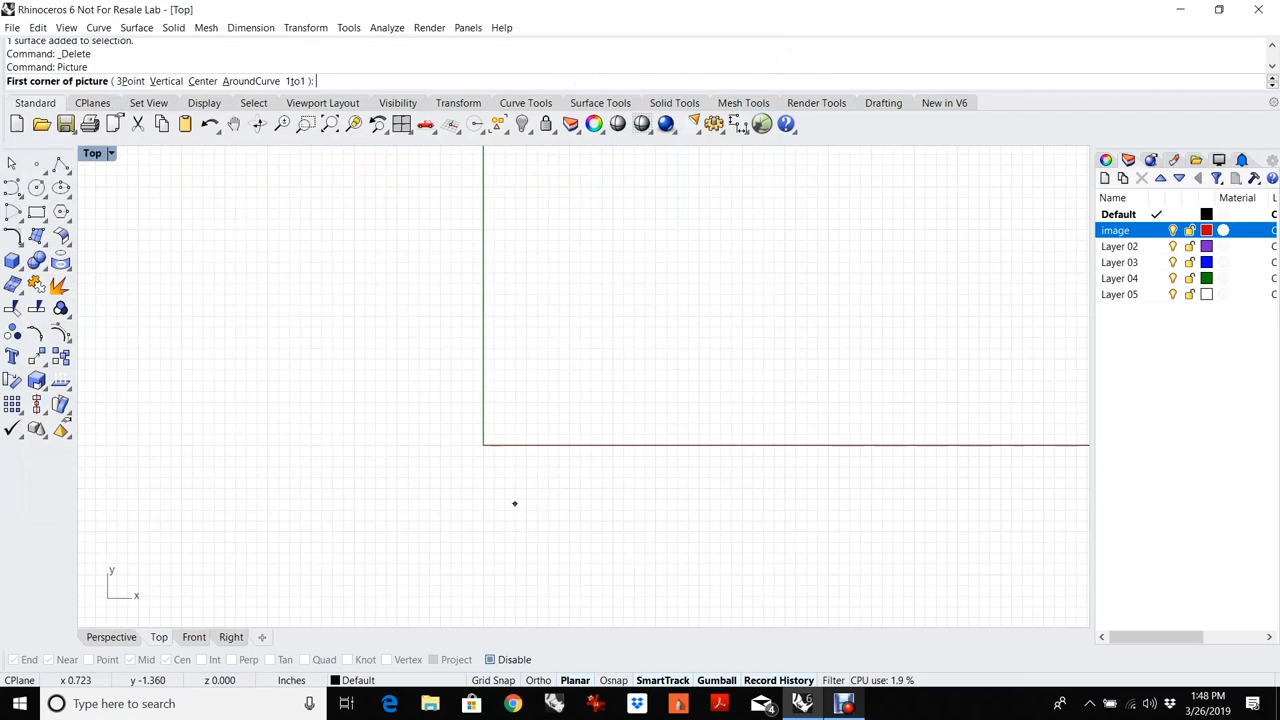 Rhinoceros 6 Not For Resale Lab - [Top]
File Edit View Curve Surface Solid Mesh Dimension Transform Tools Analyze Render Panels Help
1 surface added to selection.
Command: _Delete
Command: Picture
First corner of picture ( 3Point Vertical Center AroundCurve 1to1 ):
Standard CPlanes Set View Display Select Viewport Layout Visibility Transform Curve Tools Surface Tools Solid Tools Mesh Tools Render Tools Drafting New in V6
Top
Name Material L
Default C
image C
Layer 02 C
Layer 03 C
Layer 04 C
Layer 05 C
y
x
Perspective Top Front Right
End Near Point Mid Cen Int Perp Tan Quad Knot Vertex Project Disable
CPlane x 0.723 y -1.360 z 0.000 Inches Default Grid Snap Ortho Planar Osnap SmartTrack Gumball Record History Filter CPU use: 1.9 %
Type here to search
4
6
1:48 PM
3/26/2019